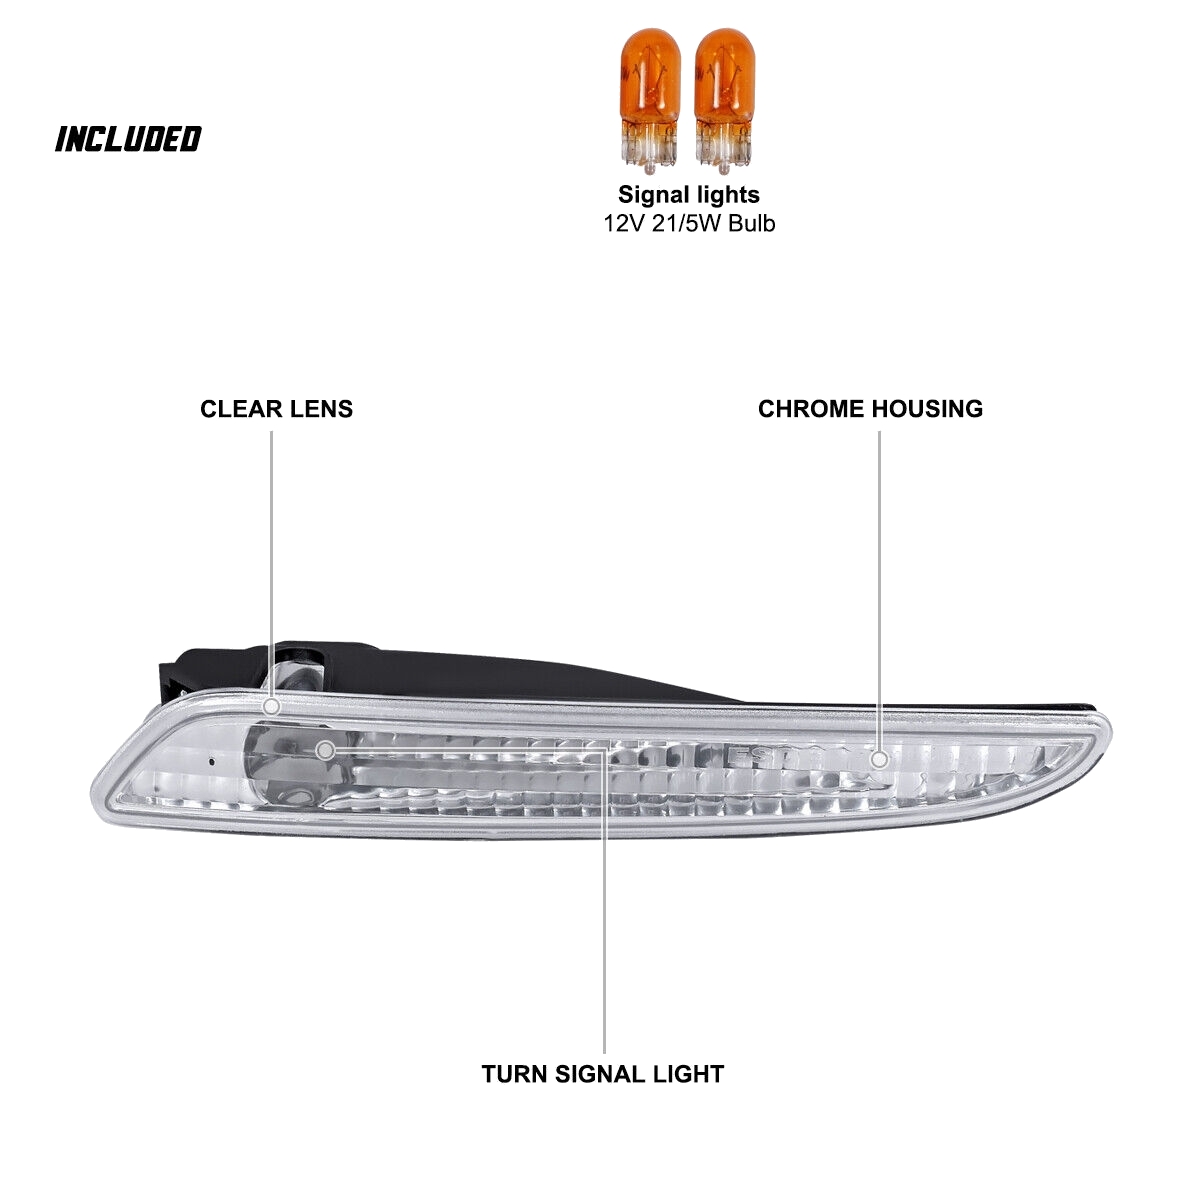 INCLUDED
Signal lights
12V 21/5W Bulb
CLEAR LENS
CHROME HOUSING
TURN SIGNAL LIGHT